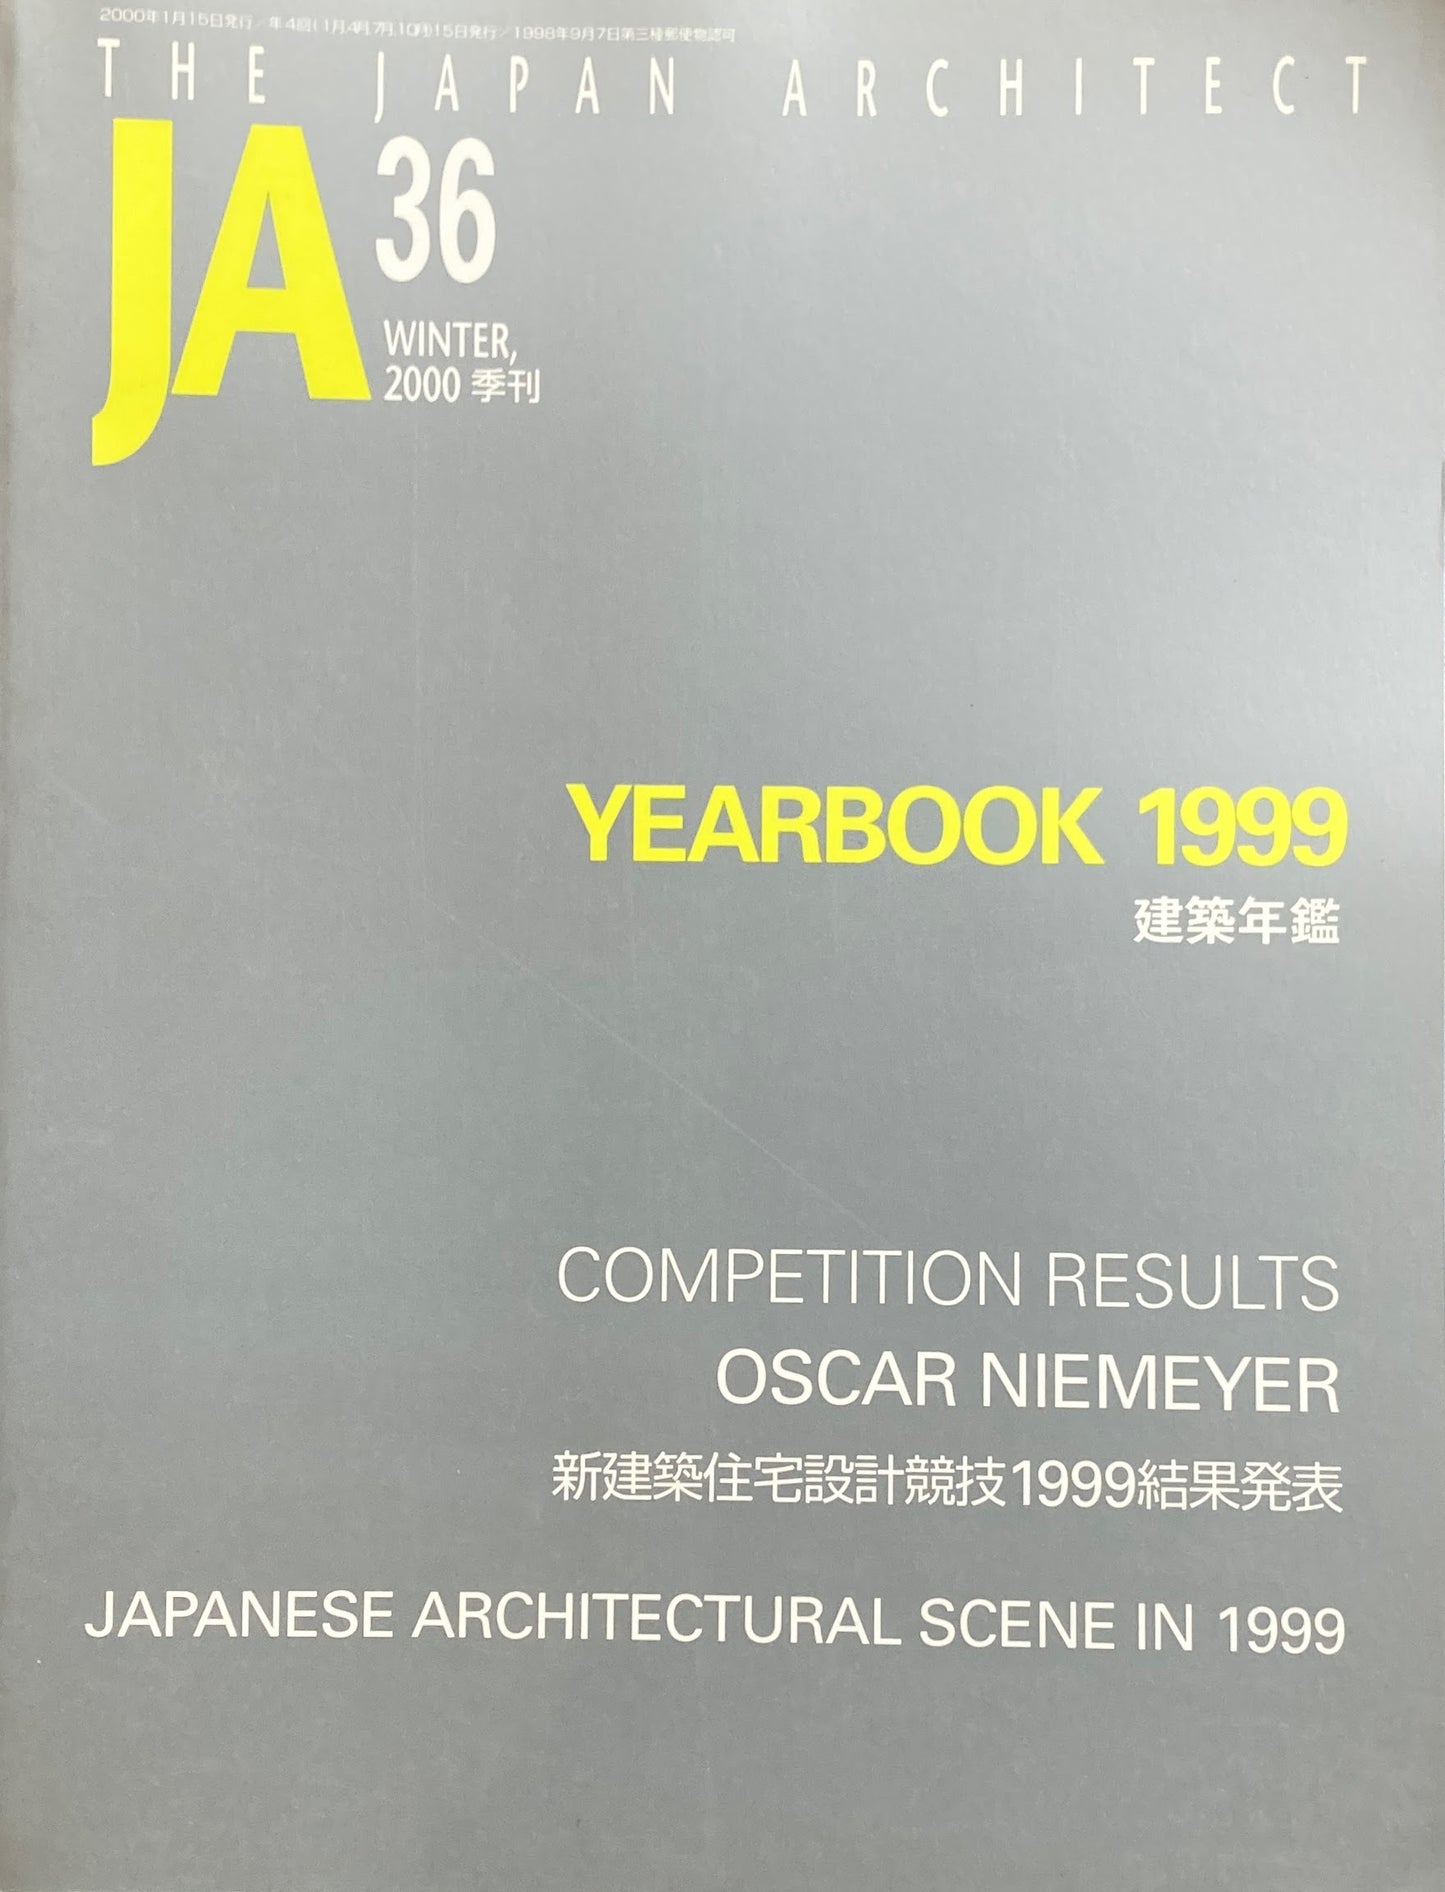 2000年1月15日発行／年4回(1月,4月,7月,10月)15日発行／1998年9月7日第三種郵便物認可
THE JAPAN ARCHITECT
JA
36
WINTER,
2000 季刊
YEARBOOK 1999
建築年鑑
COMPETITION RESULTS
OSCAR NIEMEYER
新建築住宅設計競技1999結果発表
JAPANESE ARCHITECTURAL SCENE IN 1999